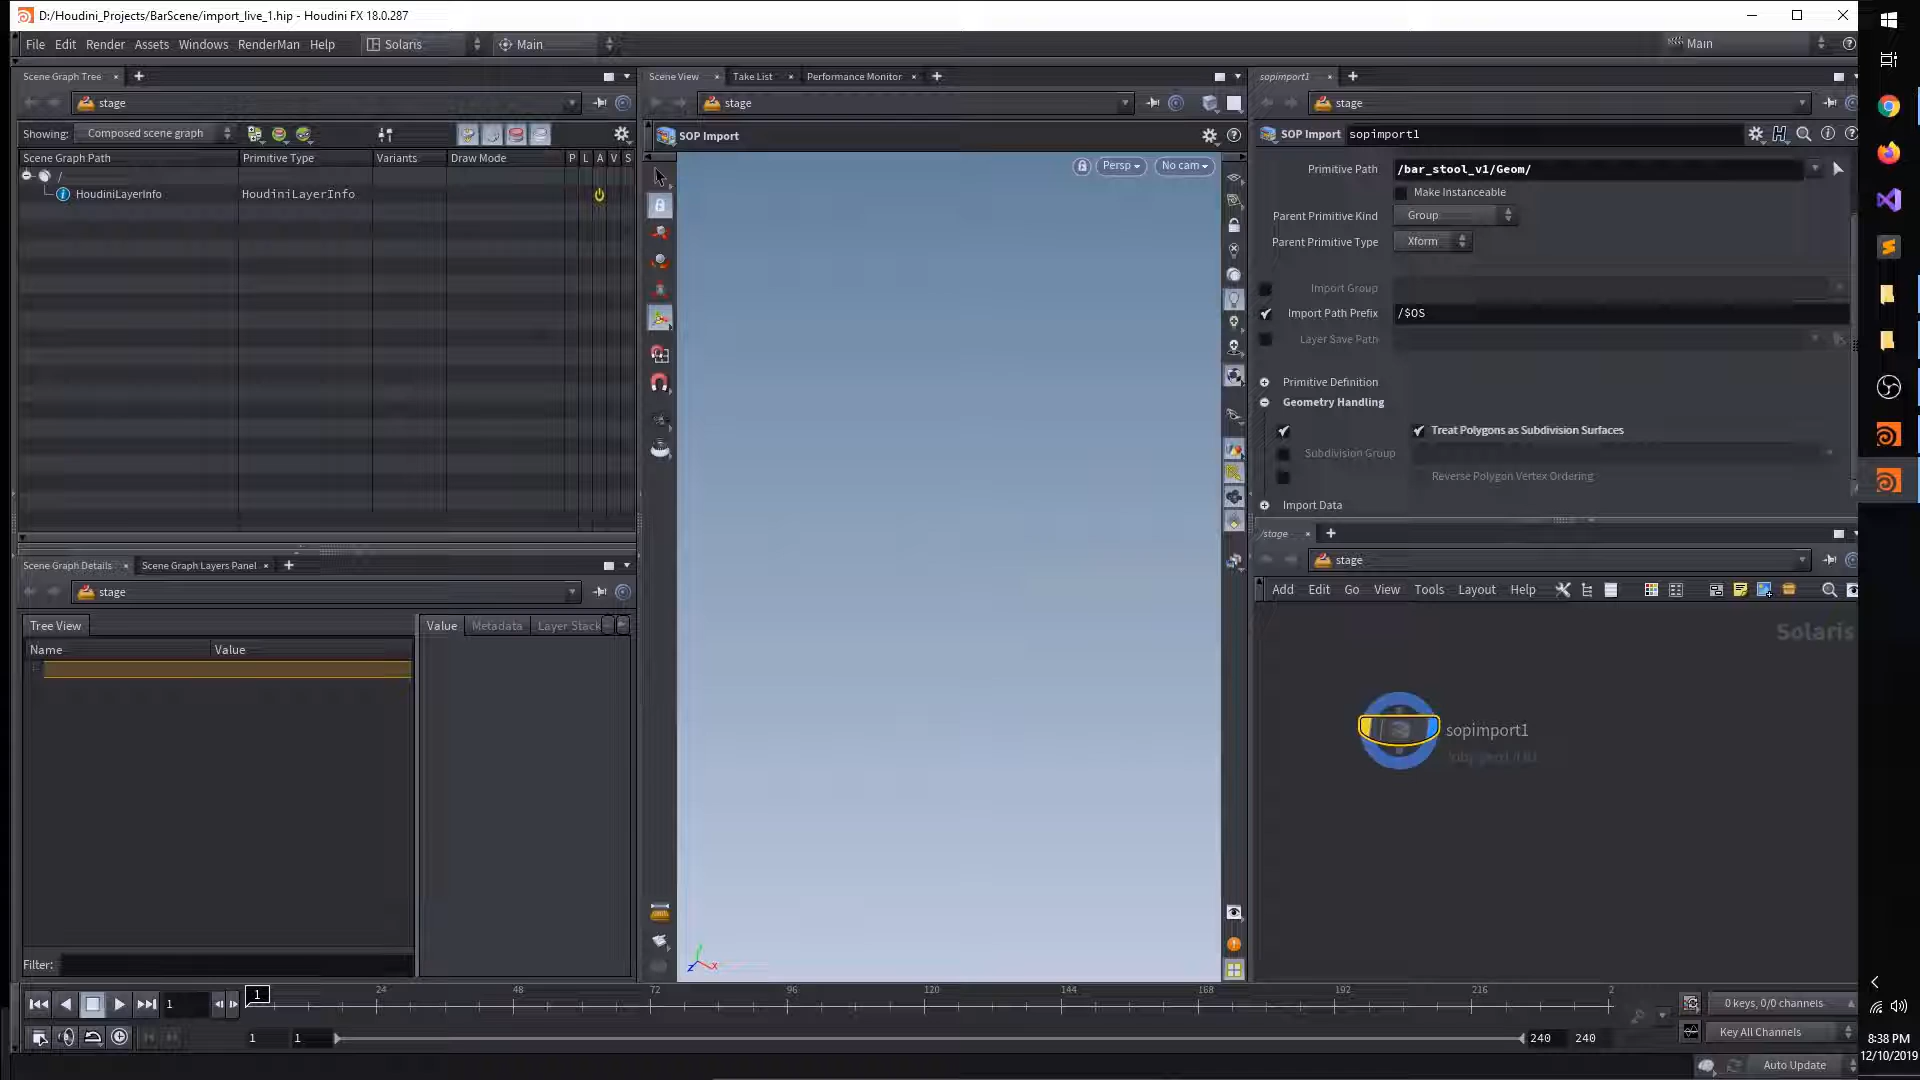 D:/Houdini_Projects/BarScene/import_live_1.hip - Houdini FX 18.0.287
File Edit Render Assets Windows RenderMan Help Solaris Main Main
Scene Graph Tree
stage
Showing: Composed scene graph
Scene Graph Path Primitive Type Variants Draw Mode P L A V S
/
HoudiniLayerInfo HoudiniLayerInfo
Scene Graph Details Scene Graph Layers Panel
stage
Tree View
Name Value
Value Metadata Layer Stack
Filter:
Scene View Take List Performance Monitor
stage
SOP Import
Persp No cam
sopimport1
stage
SOP Import sopimport1
Primitive Path /bar_stool_v1/Geom/
Make Instanceable
Parent Primitive Kind Group
Parent Primitive Type Xform
Import Group
Import Path Prefix /$OS
Layer Save Path
Primitive Definition
Geometry Handling
Treat Polygons as Subdivision Surfaces
Subdivision Group
Reverse Polygon Vertex Ordering
Import Data
/stage
stage
Add Edit Go View Tools Layout Help
Solaris
sopimport1
1 1 24 48 72 96 120 144 168 192 216 2
0 keys, 0/0 channels
1 1 240 240
Key All Channels
Auto Update
8:38 PM
12/10/2019